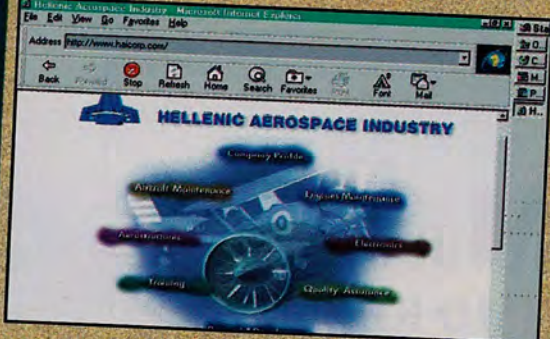 Hellenic Aerospace Industry - Microsoft Internet Explorer
File Edit View Go Favorites Help
Address http://www.haicorp.com/
Back Forward Stop Refresh Home Search Favorites Print Font Mail
HELLENIC AEROSPACE INDUSTRY
Company Profile
Aircraft Maintenance
Engines Maintenance
Aerostructures
Electronics
Training
Quality Assurance
Sta
O...
C...
M...
P...
H...